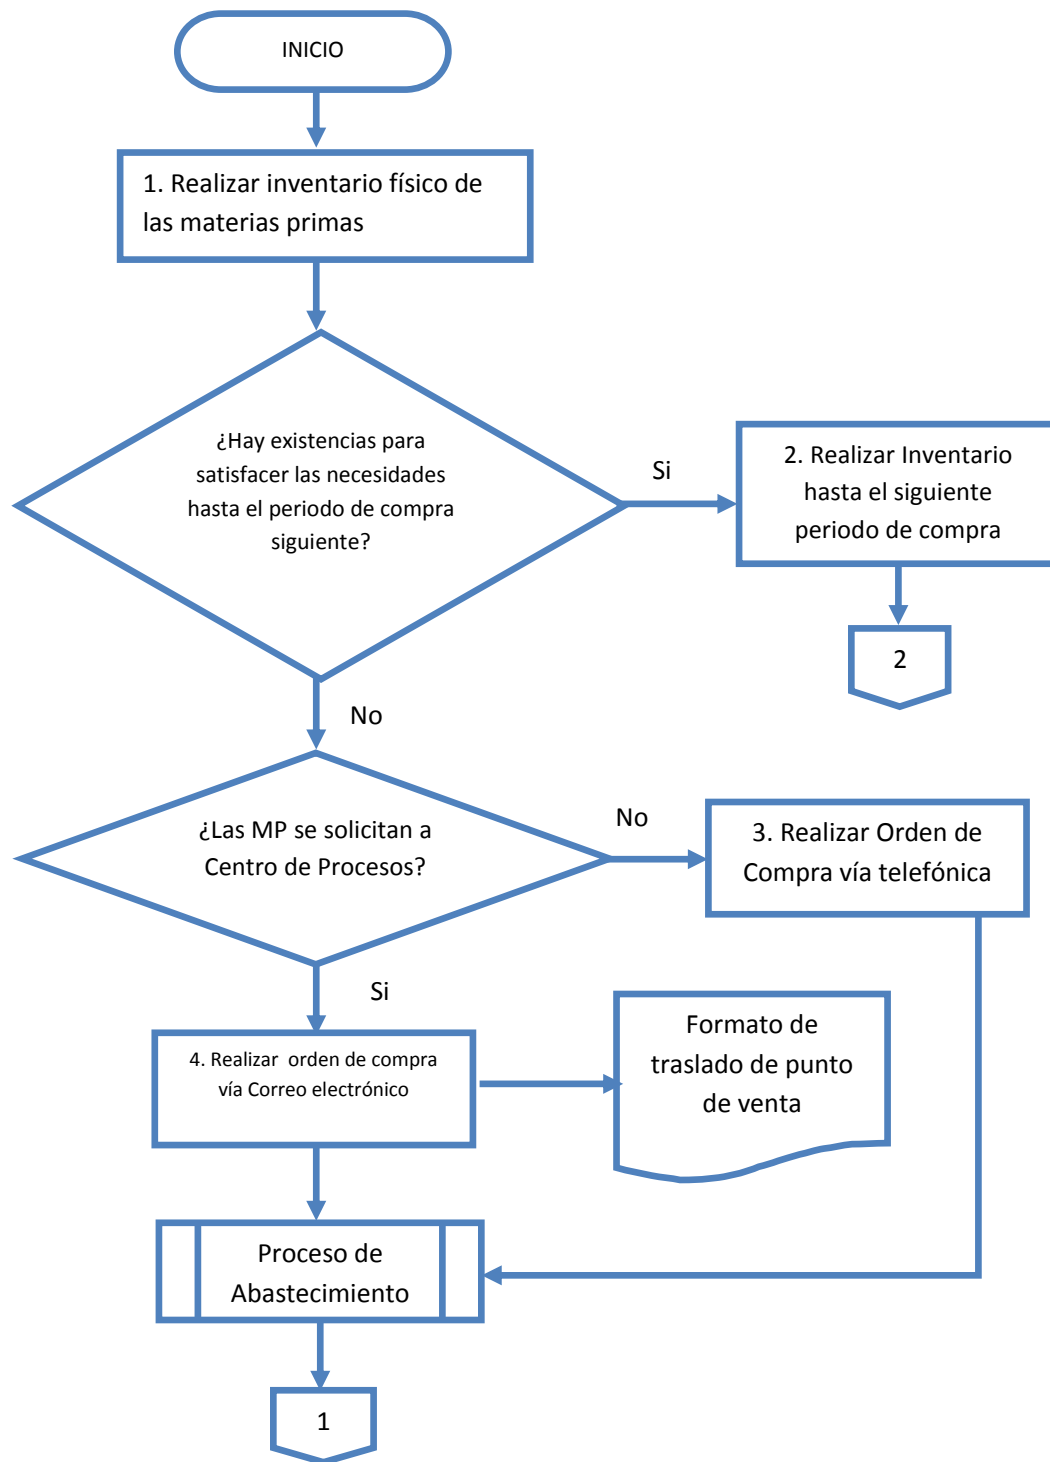 INICIO
1. Realizar inventario físico de
las materias primas
¿Hay existencias para
satisfacer las necesidades
hasta el periodo de compra
siguiente?
Si
2. Realizar Inventario
hasta el siguiente
periodo de compra
2
No
¿Las MP se solicitan a
Centro de Procesos?
No
3. Realizar Orden de
Compra vía telefónica
Si
4. Realizar orden de compra
vía Correo electrónico
Formato de
traslado de punto
de venta
Proceso de
Abastecimiento
1